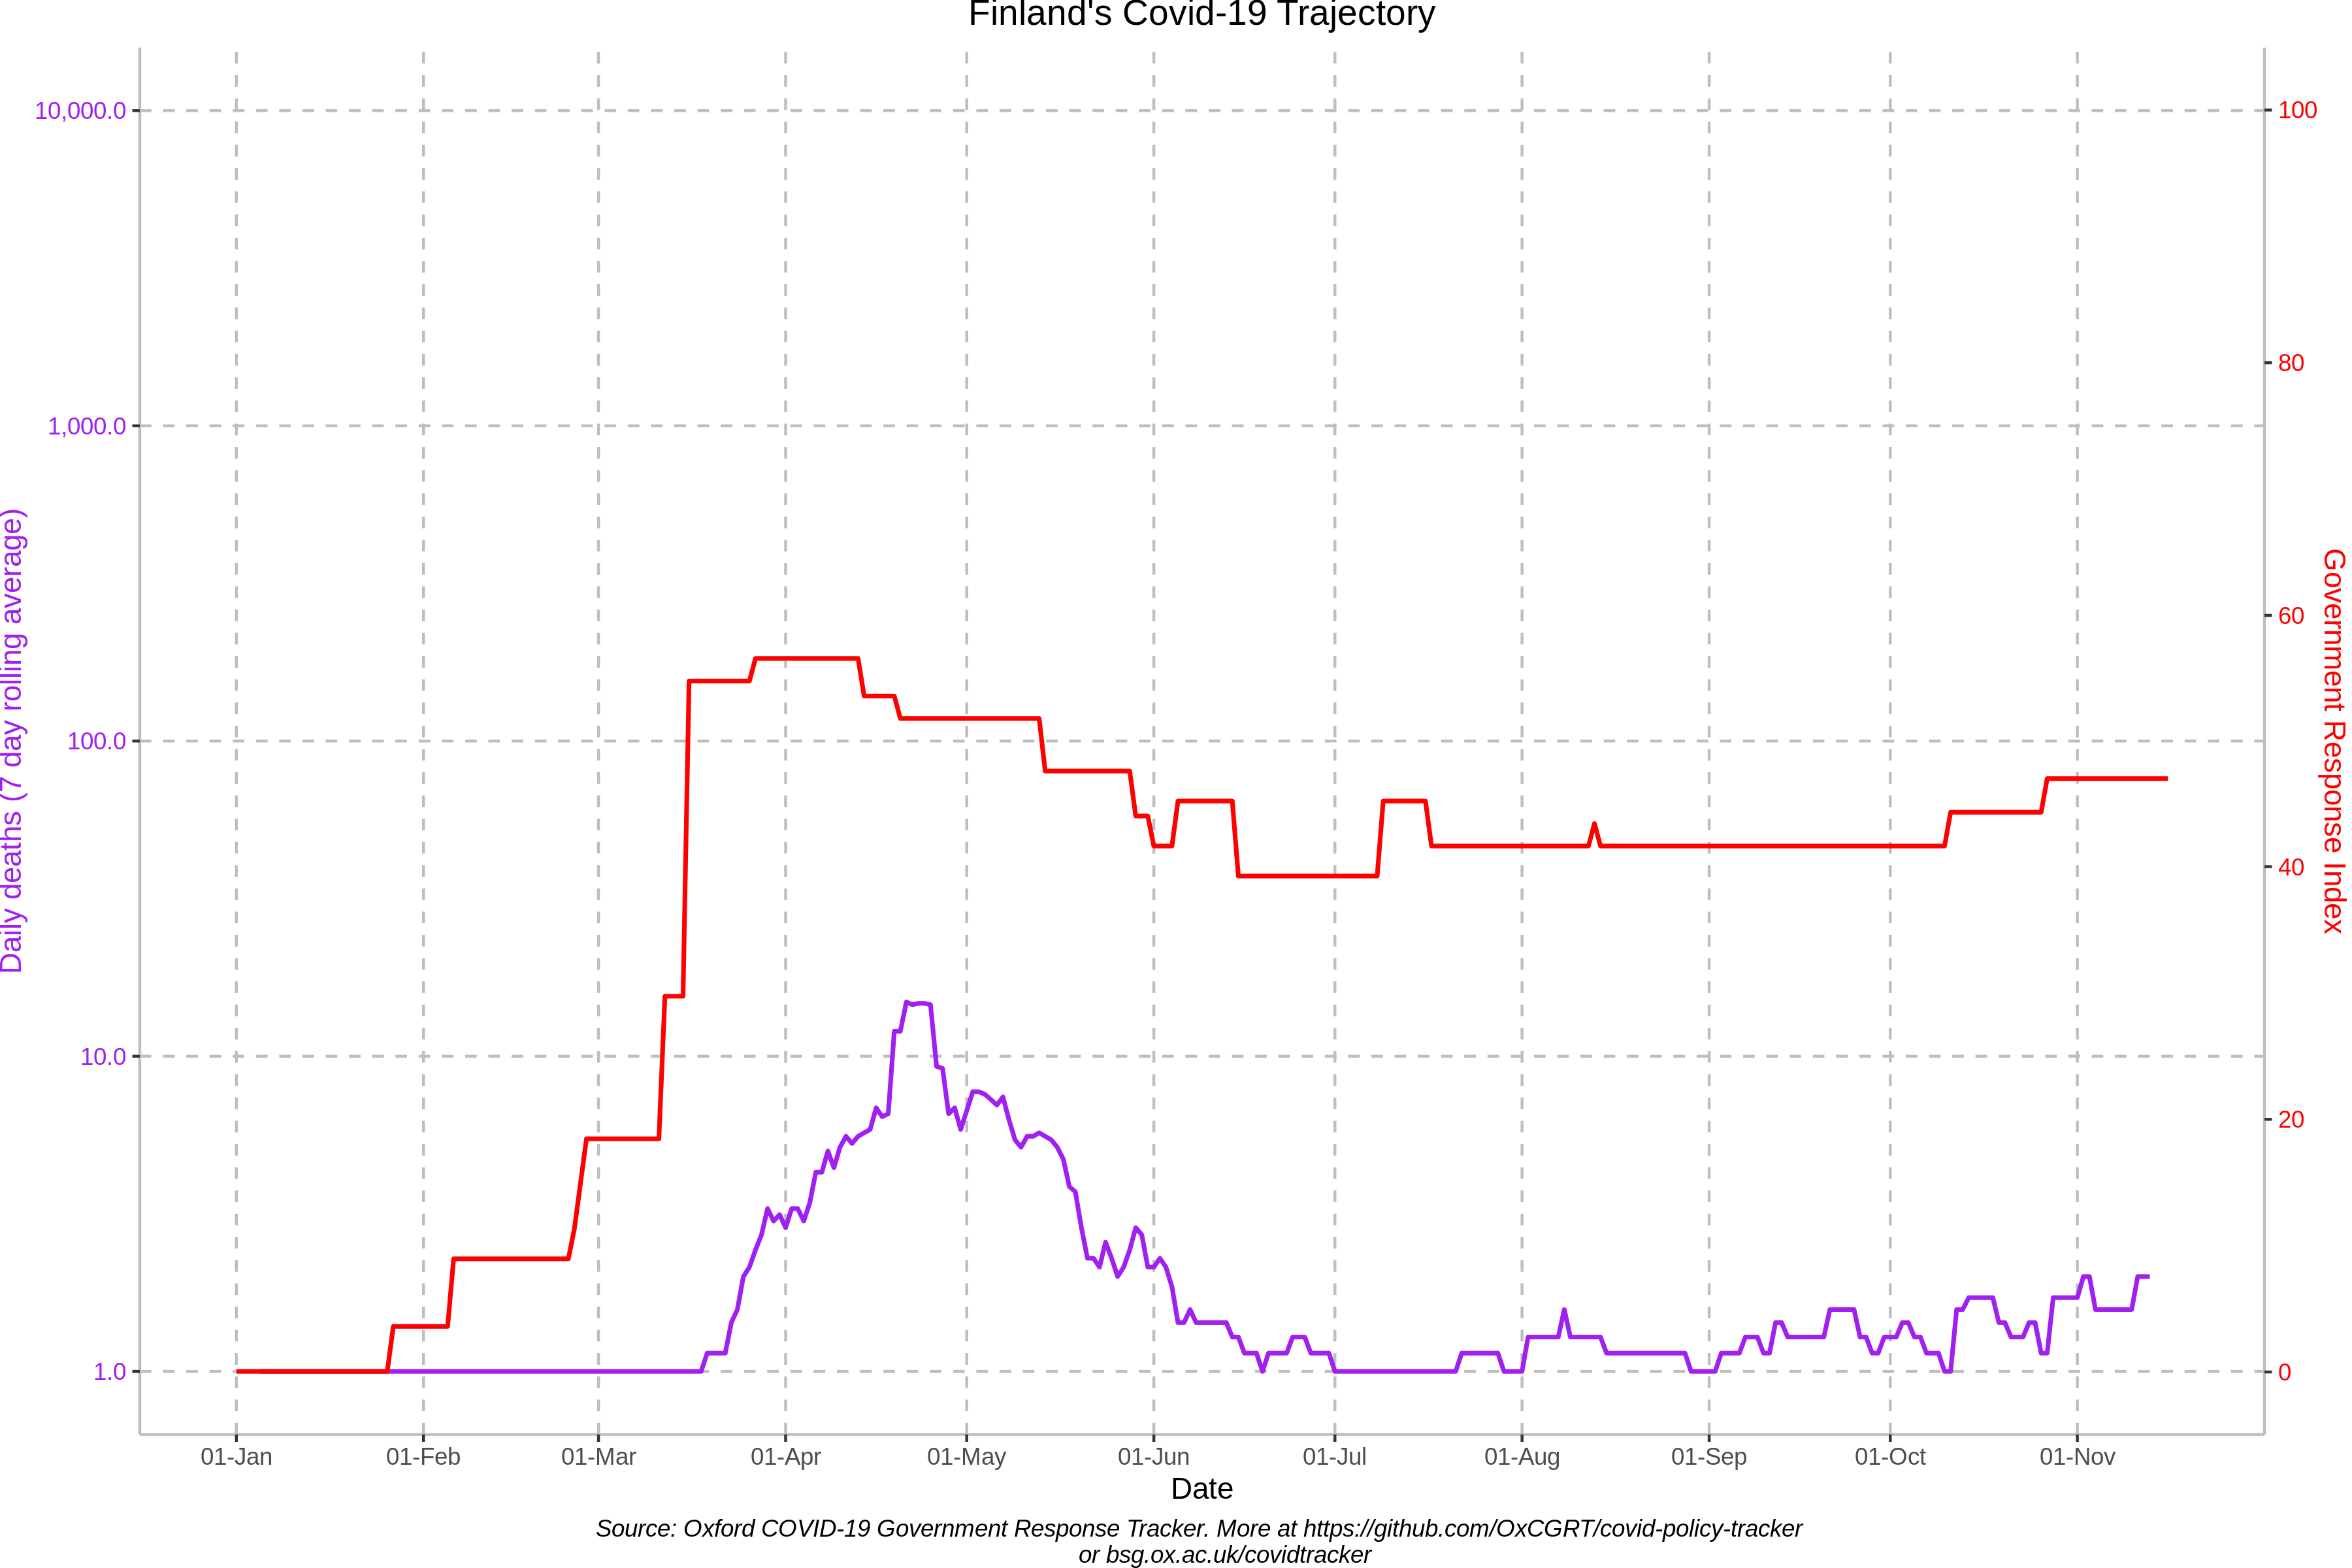 Finland's Covid-19 Trajectory
10,000.0
1,000.0
100.0
10.0
1.0
Daily deaths (7 day rolling average)
100
80
60
40
20
0
Government Response Index
01-Jan
01-Feb
01-Mar
01-Apr
01-May
01-Jun
01-Jul
01-Aug
01-Sep
01-Oct
01-Nov
Date
Source: Oxford COVID-19 Government Response Tracker. More at https://github.com/OxCGRT/covid-policy-tracker
or bsg.ox.ac.uk/covidtracker